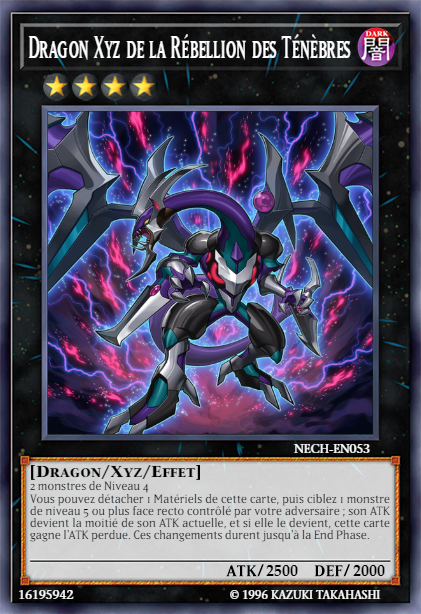 Dragon Xyz de la Rébellion des Ténèbres
DARK
闇
NECH-EN053
[Dragon/Xyz/Effet]
2 monstres de Niveau 4
Vous pouvez détacher 1 Matériels de cette carte, puis ciblez 1 monstre
de niveau 5 ou plus face recto contrôlé par votre adversaire ; son ATK
devient la moitié de son ATK actuelle, et si elle le devient, cette carte
gagne l'ATK perdue. Ces changements durent jusqu'à la End Phase.
ATK/2500 DEF/2000
16195942 © 1996 KAZUKI TAKAHASHI